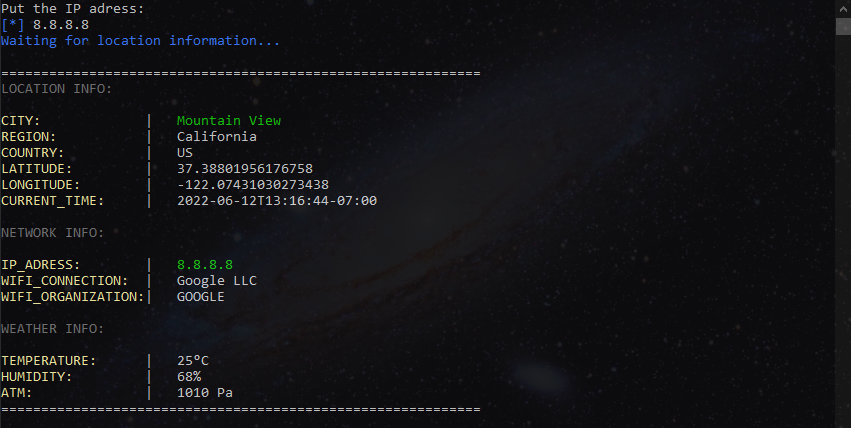 Put the IP adress:
[*] 8.8.8.8
Waiting for location information...
============================================================
LOCATION INFO:
CITY: | Mountain View
REGION: | California
COUNTRY: | US
LATITUDE: | 37.38801956176758
LONGITUDE: | -122.07431030273438
CURRENT_TIME: | 2022-06-12T13:16:44-07:00
NETWORK INFO:
IP_ADRESS: | 8.8.8.8
WIFI_CONNECTION: | Google LLC
WIFI_ORGANIZATION:| GOOGLE
WEATHER INFO:
TEMPERATURE: | 25°C
HUMIDITY: | 68%
ATM: | 1010 Pa
============================================================